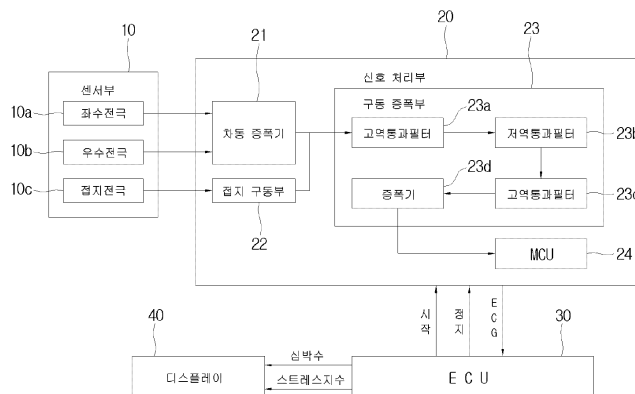 10
21
20
23
센서부
10a
좌수전극
10b
우수전극
10c
접지전극
차동 증폭기
접지 구동부
22
신호 처리부
구동 증폭부
23a
고역통과필터
저역통과필터
23b
23d
증폭기
고역통과필터
23c
MCU
24
시작
정지
ECG
40
30
디스플레이
심박수
스트레스지수
ECU